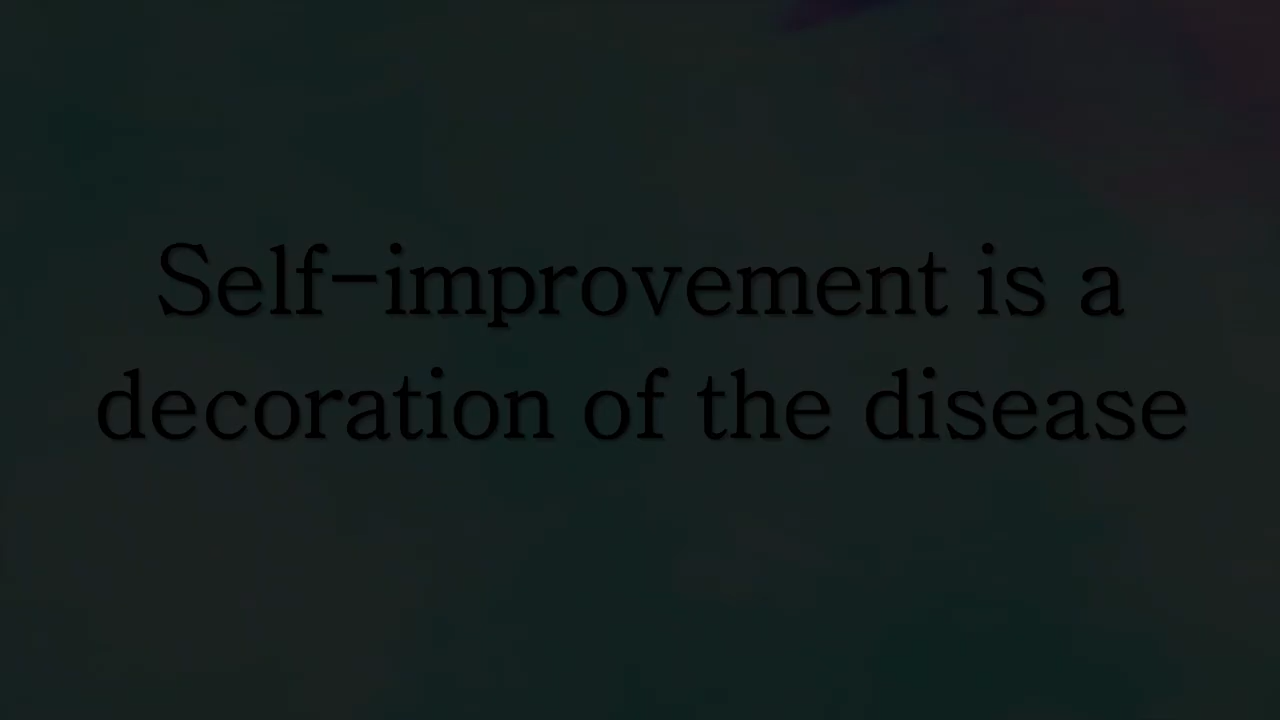 Self-improvement is a
decoration of the disease